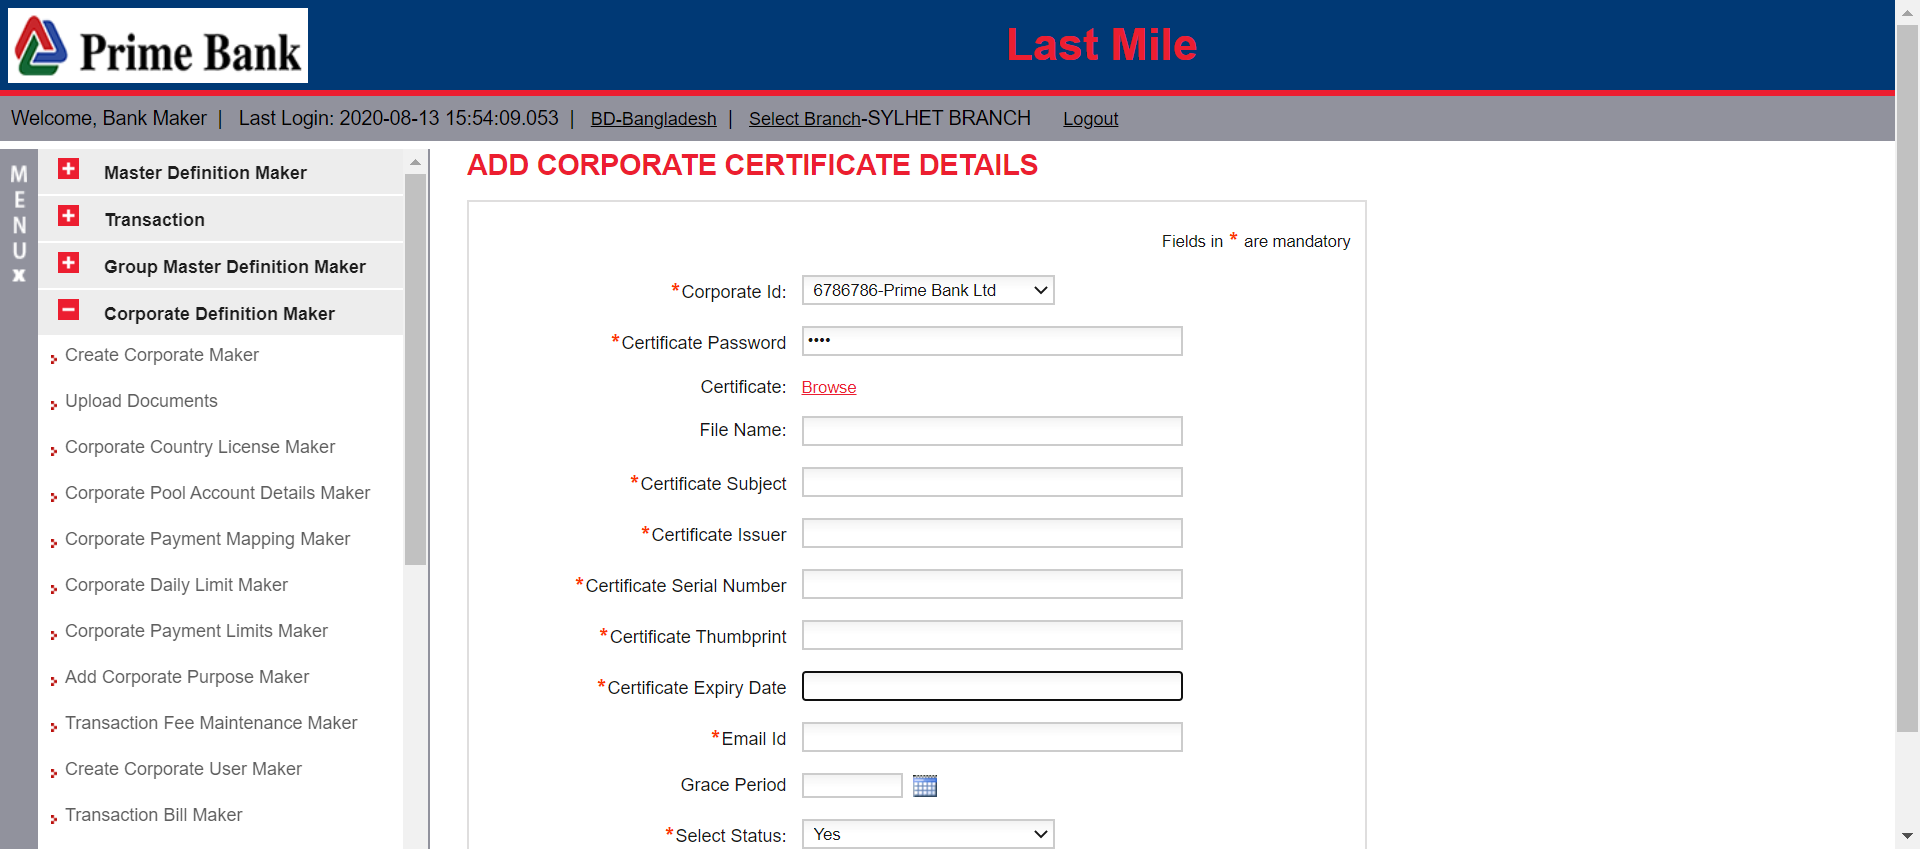 Prime Bank
Last Mile
Welcome, Bank Maker | Last Login: 2020-08-13 15:54:09.053 | BD-Bangladesh | Select Branch-SYLHET BRANCH Logout
MENU
x
Master Definition Maker
Transaction
Group Master Definition Maker
Corporate Definition Maker
Create Corporate Maker
Upload Documents
Corporate Country License Maker
Corporate Pool Account Details Maker
Corporate Payment Mapping Maker
Corporate Daily Limit Maker
Corporate Payment Limits Maker
Add Corporate Purpose Maker
Transaction Fee Maintenance Maker
Create Corporate User Maker
Transaction Bill Maker
ADD CORPORATE CERTIFICATE DETAILS
Fields in * are mandatory
*Corporate Id: 6786786-Prime Bank Ltd
*Certificate Password ••••
Certificate: Browse
File Name:
*Certificate Subject
*Certificate Issuer
*Certificate Serial Number
*Certificate Thumbprint
*Certificate Expiry Date
*Email Id
Grace Period
*Select Status: Yes